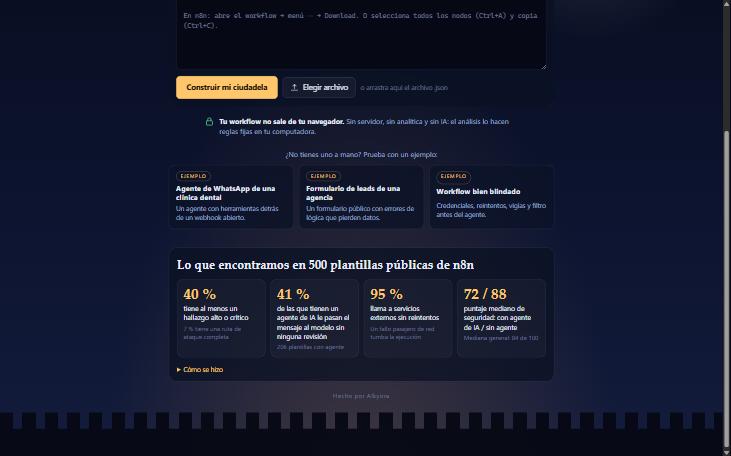 En n8n: abre el workflow → menú ··· → Download. O selecciona todos los nodos (Ctrl+A) y copia
(Ctrl+C).
Construir mi ciudadela
Elegir archivo
o arrastra aquí el archivo .json
Tu workflow no sale de tu navegador. Sin servidor, sin analítica y sin IA: el análisis lo hacen
reglas fijas en tu computadora.
¿No tienes uno a mano? Prueba con un ejemplo:
EJEMPLO
Agente de WhatsApp de una
clínica dental
Un agente con herramientas detrás
de un webhook abierto.
EJEMPLO
Formulario de leads de una
agencia
Un formulario público con errores de
lógica que pierden datos.
EJEMPLO
Workflow bien blindado
Credenciales, reintentos, vigías y filtro
antes del agente.
Lo que encontramos en 500 plantillas públicas de n8n
40 %
tiene al menos un
hallazgo alto o crítico
7 % tiene una ruta de
ataque completa
41 %
de las que tienen un
agente de IA le pasan el
mensaje al modelo sin
ninguna revisión
206 plantillas con agente
95 %
llama a servicios
externos sin reintentos
Un fallo pasajero de red
tumba la ejecución
72 / 88
puntaje mediano de
seguridad: con agente
de IA / sin agente
Mediana general: 84 de 100
Cómo se hizo
Hecho por Alkyora